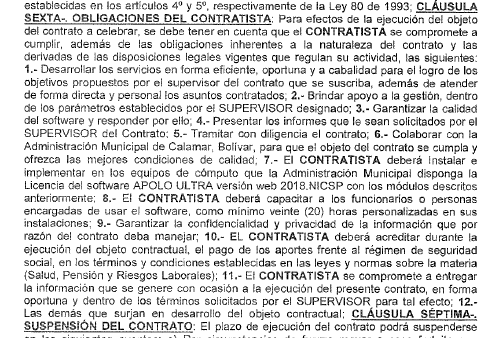 establecidas en los artículos 4º y 5º, respectivamente de la Ley 80 de 1993; CLÁUSULA
SEXTA-. OBLIGACIONES DEL CONTRATISTA: Para efectos de la ejecución del objeto
del contrato a celebrar, se debe tener en cuenta que el CONTRATISTA se compromete a
cumplir, además de las obligaciones inherentes a la naturaleza del contrato y las
derivadas de las disposiciones legales vigentes que regulan su actividad, las siguientes:
1.- Desarrollar los servicios en forma eficiente, oportuna y a cabalidad para el logro de los
objetivos propuestos por el supervisor del contrato que se suscriba, además de atender
de forma directa y personal los asuntos contratados; 2.- Brindar apoyo a la gestión, dentro
de los parámetros establecidos por el SUPERVISOR designado; 3.- Garantizar la calidad
del software y responder por ello; 4.- Presentar los informes que le sean solicitados por el
SUPERVISOR del Contrato; 5.- Tramitar con diligencia el contrato; 6.- Colaborar con la
Administración Municipal de Calamar, Bolívar, para que el objeto del contrato se cumpla y
ofrezca las mejores condiciones de calidad; 7.- El CONTRATISTA deberá Instalar e
implementar en los equipos de cómputo que la Administración Municipal disponga la
Licencia del software APOLO ULTRA versión web 2018.NICSP con los módulos descritos
anteriormente; 8.- El CONTRATISTA deberá capacitar a los funcionarios o personas
encargadas de usar el software, como mínimo veinte (20) horas personalizadas en sus
instalaciones; 9.- Garantizar la confidencialidad y privacidad de la información que por
razón del contrato deba manejar; 10.- EL CONTRATISTA deberá acreditar durante la
ejecución del objeto contractual, el pago de los aportes frente al régimen de seguridad
social, en los términos y condiciones establecidas en las leyes y normas sobre la materia
(Salud, Pensión y Riesgos Laborales); 11.- El CONTRATISTA se compromete a entregar
la información que se genere con ocasión a la ejecución del presente contrato, en forma
oportuna y dentro de los términos solicitados por el SUPERVISOR para tal efecto; 12.-
Las demás que surjan en desarrollo del objeto contractual; CLÁUSULA SÉPTIMA-.
SUSPENSIÓN DEL CONTRATO: El plazo de ejecución del contrato podrá suspenderse